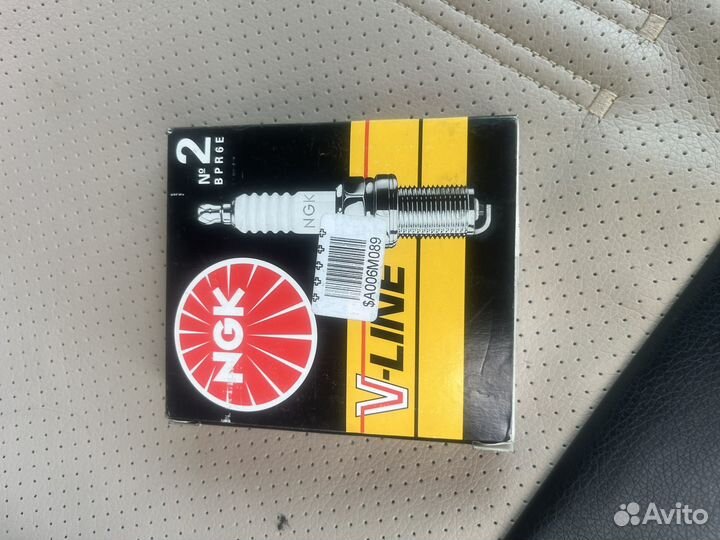 Nº 2
BPR6E
NGK
NGK
$A006M089
V-LINE
Avito